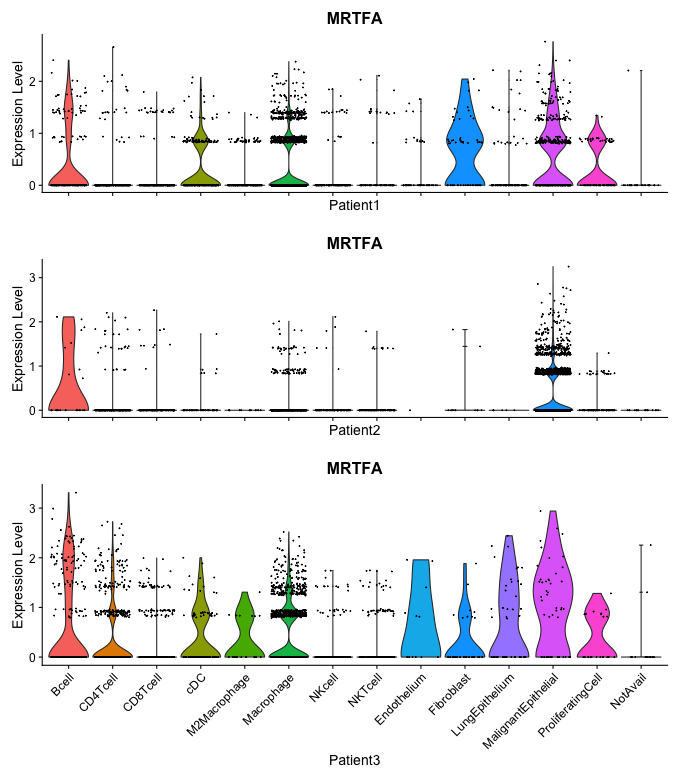 MRTFA
Expression Level
2
1
0
Patient1
MRTFA
Expression Level
3
2
1
0
Patient2
MRTFA
Expression Level
3
2
1
0
Bcell
CD4Tcell
CD8Tcell
cDC
M2Macrophage
Macrophage
NKcell
NKTcell
Endothelium
Fibroblast
LungEpithelium
MalignantEpithelial
ProliferatingCell
NotAvail
Patient3